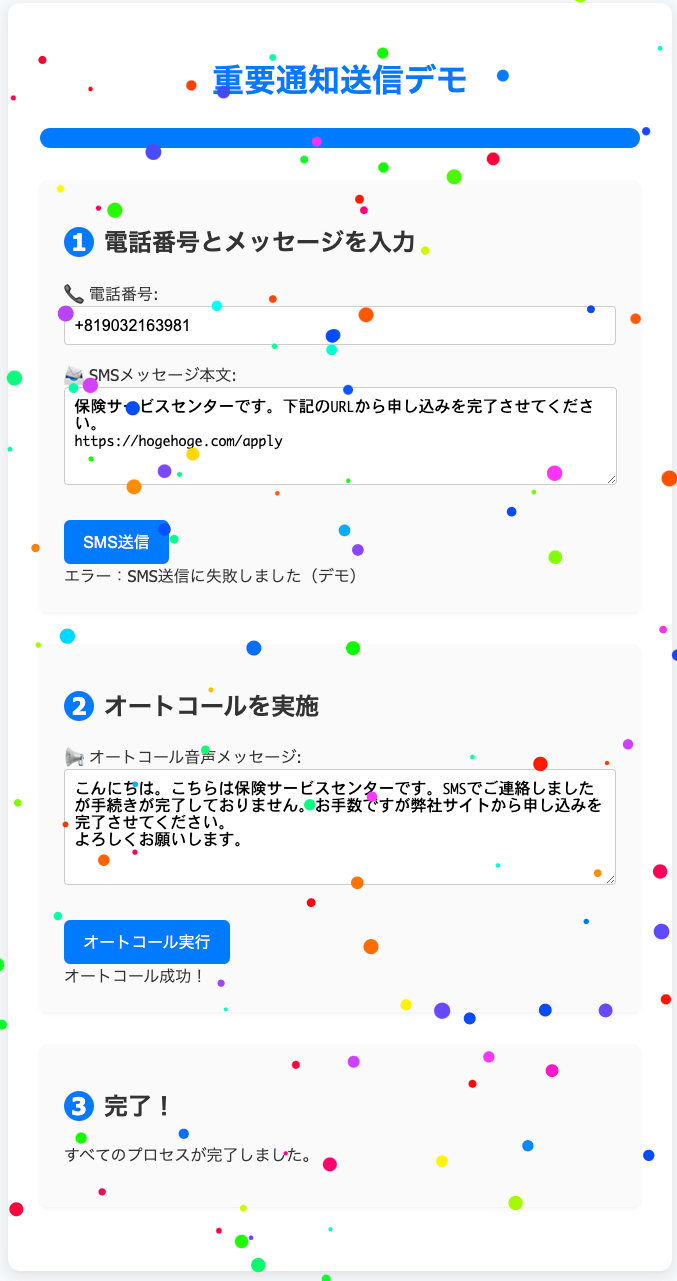 重要通知送信デモ
1 電話番号とメッセージを入力
電話番号:
+819032163981
SMSメッセージ本文:
保険サービスセンターです。下記のURLから申し込みを完了させてくださ
い。
https://hogehoge.com/apply
SMS送信
エラー：SMS送信に失敗しました（デモ）
2 オートコールを実施
オートコール音声メッセージ:
こんにちは。こちらは保険サービスセンターです。SMSでご連絡しました
が手続きが完了しておりません。お手数ですが弊社サイトから申し込みを
完了させてください。
よろしくお願いします。
オートコール実行
オートコール成功！
3 完了！
すべてのプロセスが完了しました。